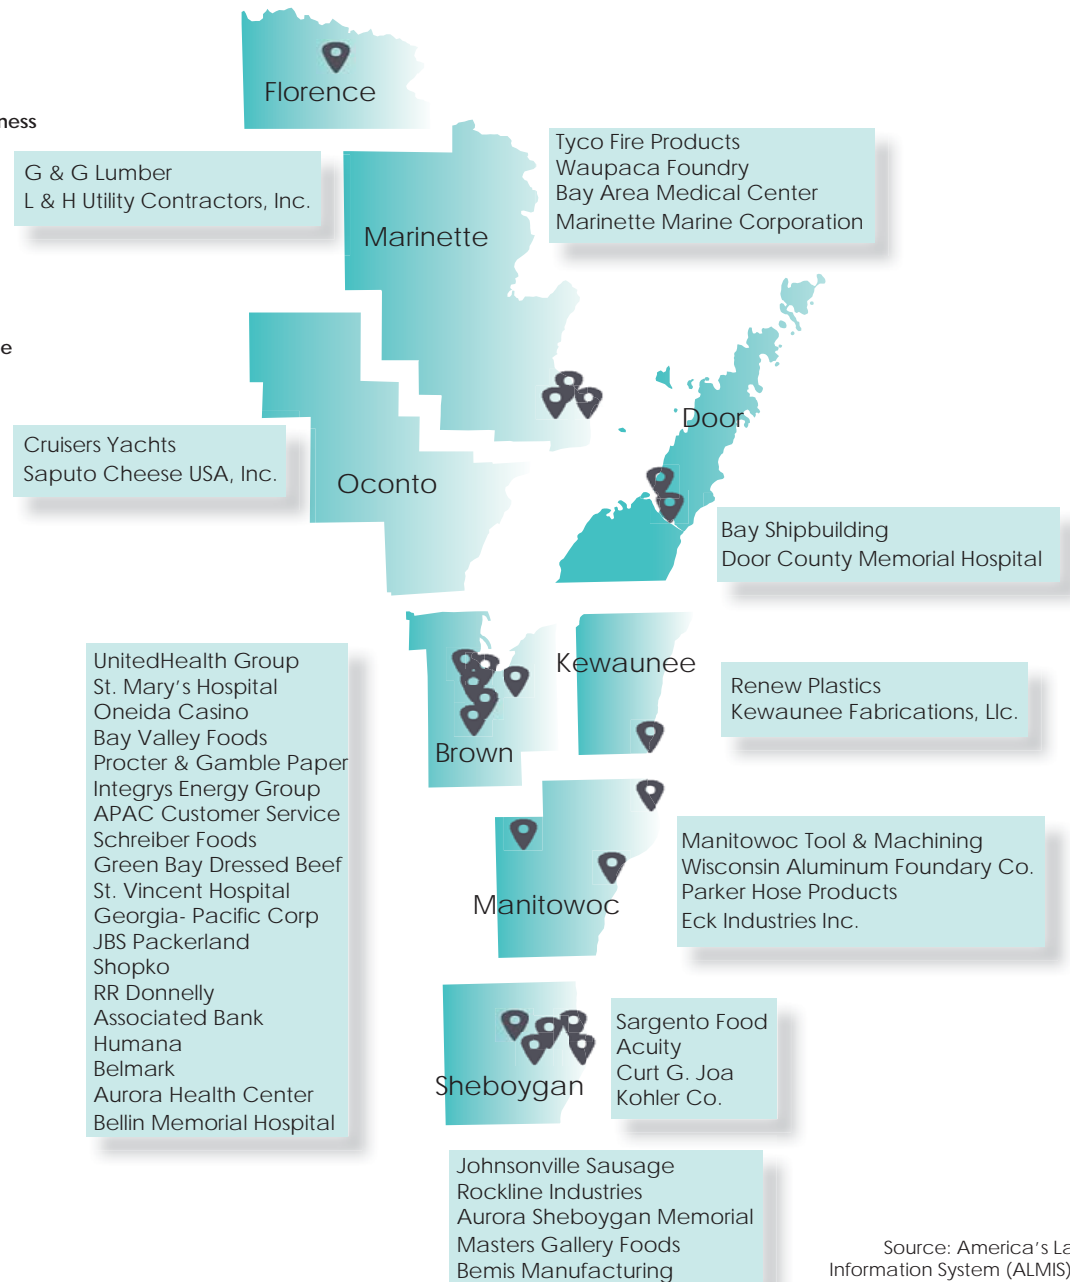 Florence
ness
G & G Lumber
L & H Utility Contractors, Inc.
Tyco Fire Products
Waupaca Foundry
Bay Area Medical Center
Marinette Marine Corporation
Marinette
e
Door
Cruisers Yachts
Saputo Cheese USA, Inc.
Oconto
Bay Shipbuilding
Door County Memorial Hospital
UnitedHealth Group
St. Mary's Hospital
Oneida Casino
Bay Valley Foods
Procter & Gamble Paper
Integrys Energy Group
APAC Customer Service
Schreiber Foods
Green Bay Dressed Beef
St. Vincent Hospital
Georgia- Pacific Corp
JBS Packerland
Shopko
RR Donnelly
Associated Bank
Humana
Belmark
Aurora Health Center
Bellin Memorial Hospital
Brown
Kewaunee
Renew Plastics
Kewaunee Fabrications, Llc.
Manitowoc Tool & Machining
Wisconsin Aluminum Foundary Co.
Parker Hose Products
Eck Industries Inc.
Manitowoc
Sargento Food
Acuity
Curt G. Joa
Kohler Co.
Sheboygan
Johnsonville Sausage
Rockline Industries
Aurora Sheboygan Memorial
Masters Gallery Foods
Bemis Manufacturing
Source: America's La
Information System (ALMIS)